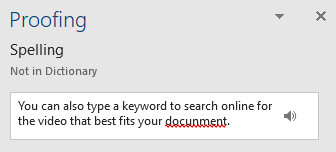 Proofing
Spelling
Not in Dictionary
You can also type a keyword to search online for
the video that best fits your docunment.